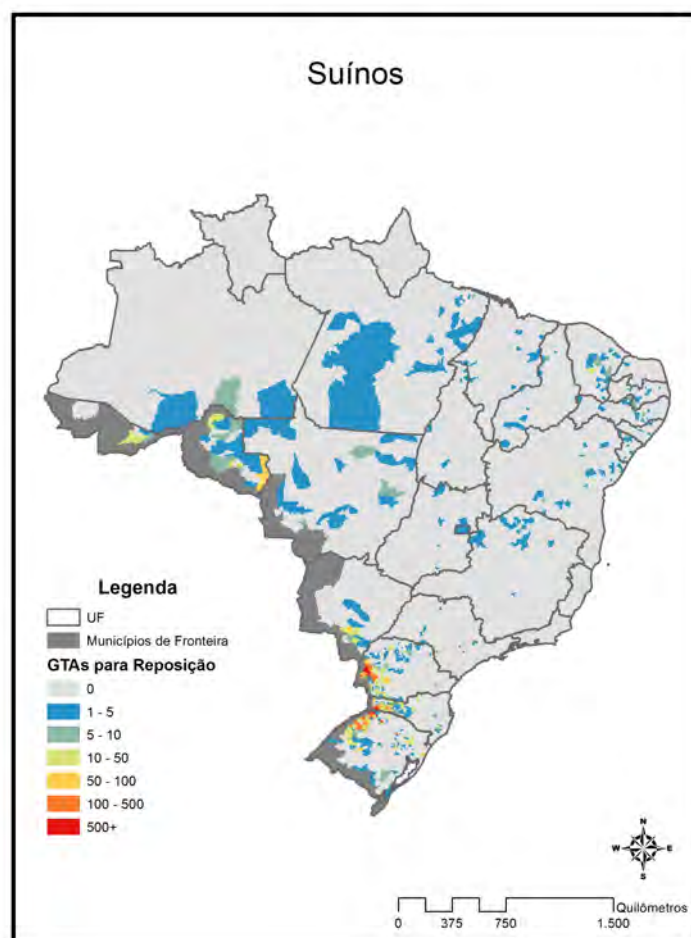 Suínos
Legenda
UF
Municípios de Fronteira
GTAs para Reposição
0
1 - 5
5 - 10
10 - 50
50 - 100
100 - 500
500+
N
W E
S
Quilômetros
0 375 750 1.500